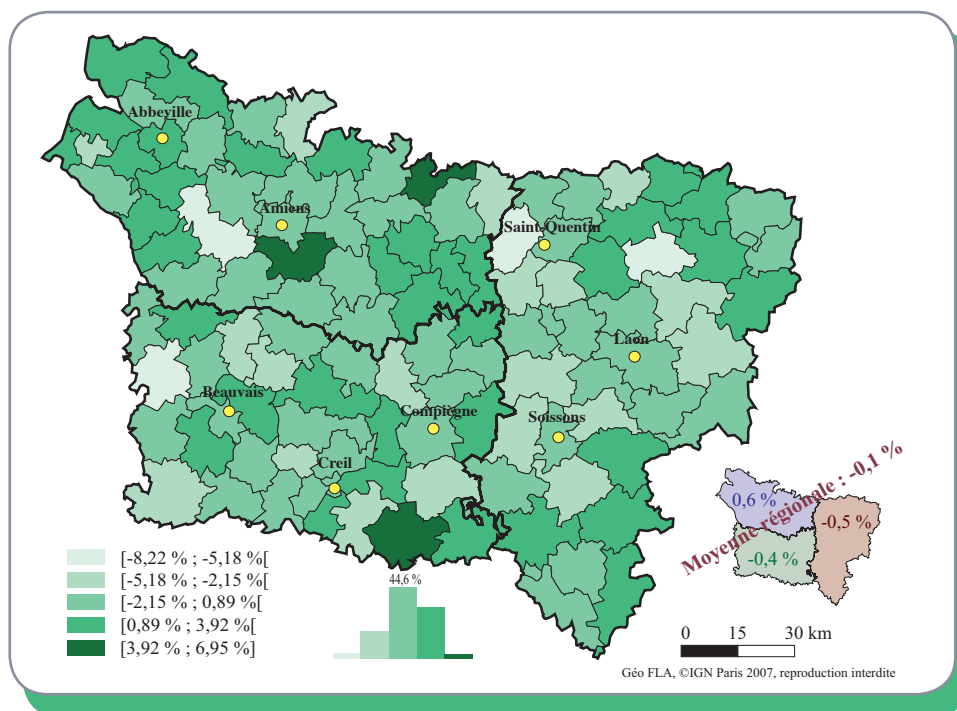 Abbeville
Amiens
Saint-Quentin
Laon
Beauvais
Compiègne
Soissons
Creil
Moyenne régionale : -0,1 %
0,6 %
-0,5 %
-0,4 %
[-8,22 % ; -5,18 %[
[-5,18 % ; -2,15 %[
[-2,15 % ; 0,89 %[
[0,89 % ; 3,92 %[
[3,92 % ; 6,95 %]
44,6 %
0 15 30 km
Géo FLA, ©IGN Paris 2007, reproduction interdite